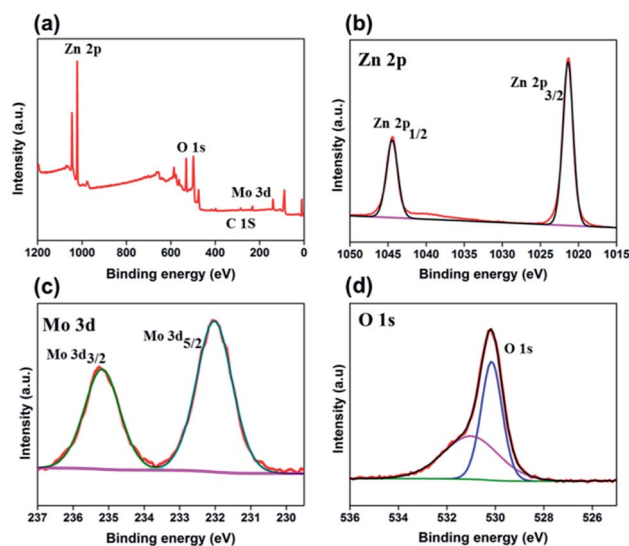 (a)
Zn 2p
O 1s
Mo 3d
C 1S
Intensity (a.u.)
1200 1000 800 600 400 200 0
Binding energy (eV)
(b)
Zn 2p
Zn 2p3/2
Zn 2p1/2
Intensity (a.u.)
1050 1045 1040 1035 1030 1025 1020 1015
Binding energy (eV)
(c)
Mo 3d
Mo 3d3/2
Mo 3d5/2
Intensity (a.u.)
237 236 235 234 233 232 231 230
Binding energy (eV)
(d)
O 1s
O 1s
Intensity (a.u)
536 534 532 530 528 526
Binding energy (eV)